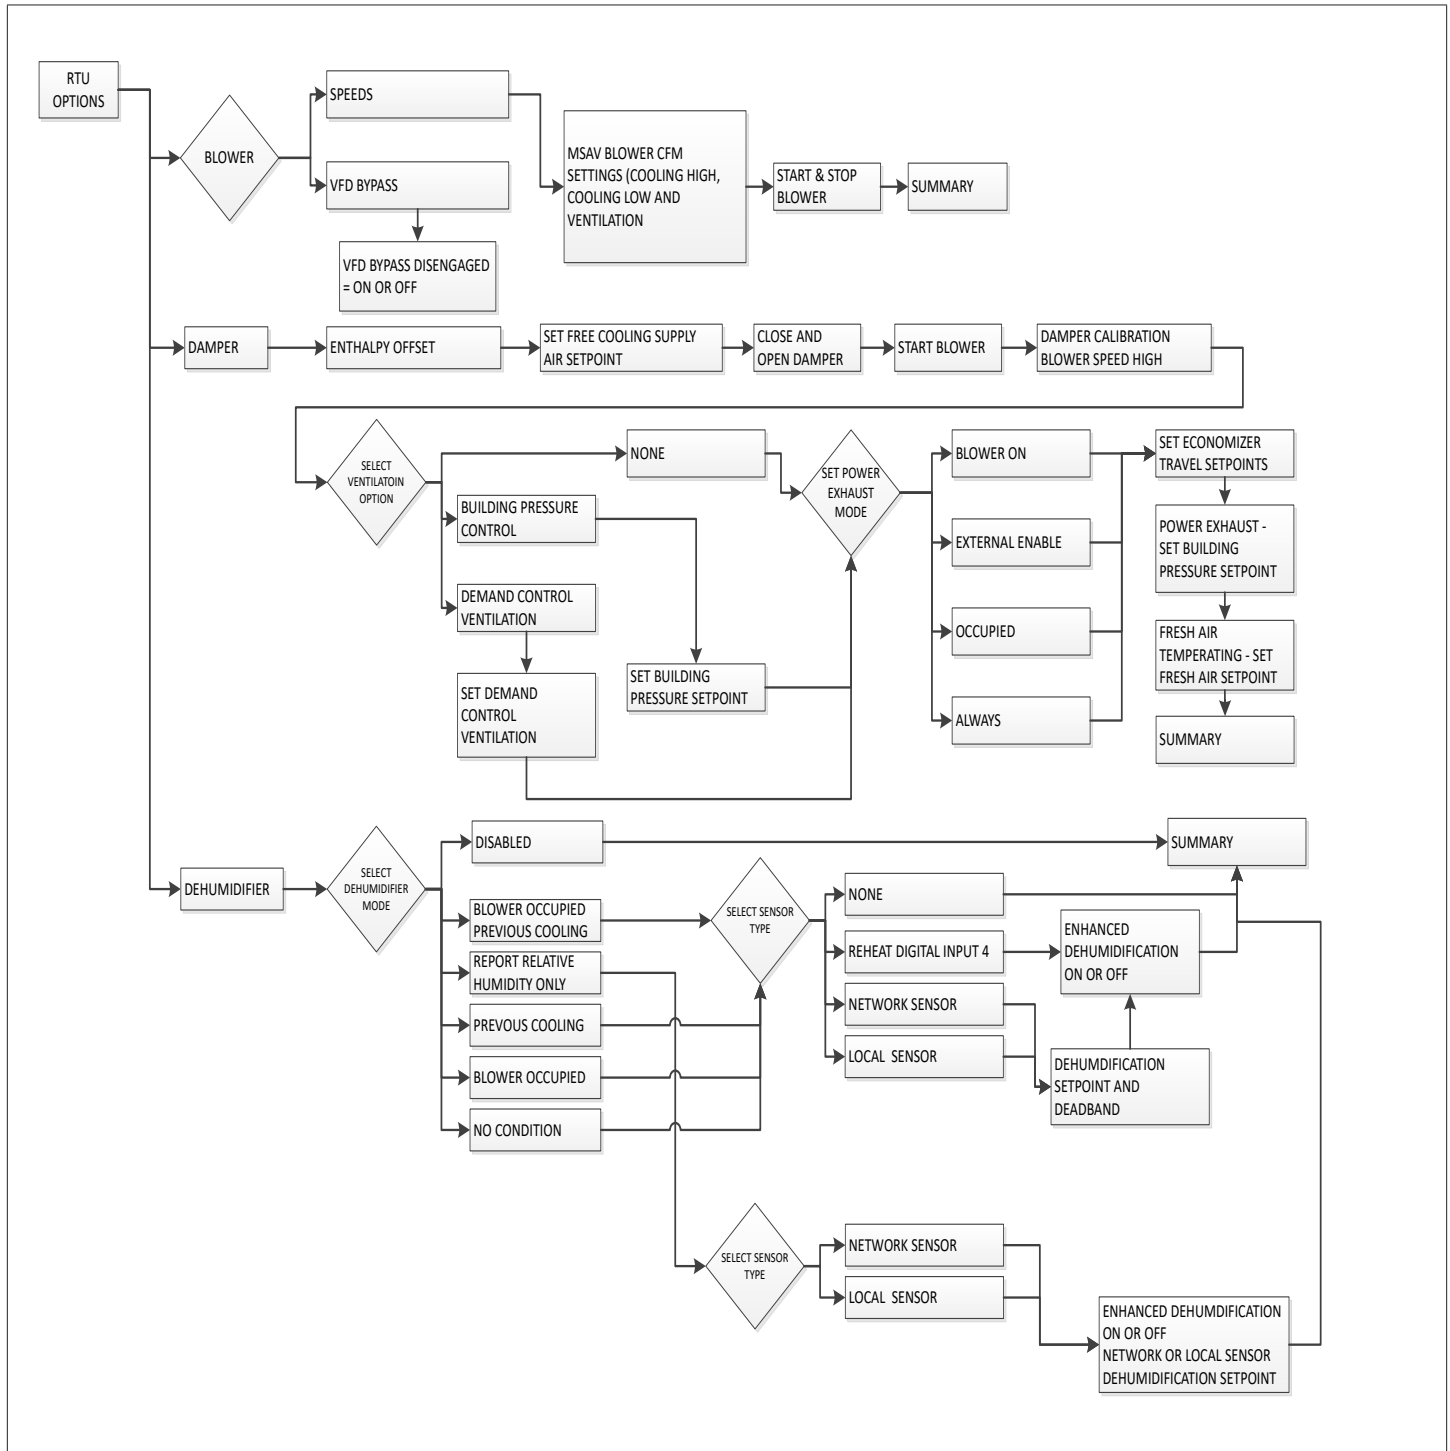 RTU
OPTIONS
BLOWER
SPEEDS
VFD BYPASS
VFD BYPASS DISENGAGED
= ON OR OFF
MSAV BLOWER CFM
SETTINGS (COOLING HIGH,
COOLING LOW AND
VENTILATION
START & STOP
BLOWER
SUMMARY
DAMPER
ENTHALPY OFFSET
SET FREE COOLING SUPPLY
AIR SETPOINT
CLOSE AND
OPEN DAMPER
START BLOWER
DAMPER CALIBRATION
BLOWER SPEED HIGH
SELECT
VENTILATOIN
OPTION
NONE
BUILDING PRESSURE
CONTROL
DEMAND CONTROL
VENTILATION
SET DEMAND
CONTROL
VENTILATION
SET BUILDING
PRESSURE SETPOINT
SET POWER
EXHAUST
MODE
BLOWER ON
EXTERNAL ENABLE
OCCUPIED
ALWAYS
SET ECONOMIZER
TRAVEL SETPOINTS
POWER EXHAUST -
SET BUILDING
PRESSURE SETPOINT
FRESH AIR
TEMPERATING - SET
FRESH AIR SETPOINT
SUMMARY
DEHUMIDIFIER
SELECT
DEHUMIDIFIER
MODE
DISABLED
BLOWER OCCUPIED
PREVIOUS COOLING
REPORT RELATIVE
HUMIDITY ONLY
PREVOUS COOLING
BLOWER OCCUPIED
NO CONDITION
SELECT SENSOR
TYPE
NONE
REHEAT DIGITAL INPUT 4
NETWORK SENSOR
LOCAL SENSOR
ENHANCED
DEHUMIDIFICATION
ON OR OFF
DEHUMDIFICATION
SETPOINT AND
DEADBAND
SUMMARY
SELECT SENSOR
TYPE
NETWORK SENSOR
LOCAL SENSOR
ENHANCED DEHUMDIFICATION
ON OR OFF
NETWORK OR LOCAL SENSOR
DEHUMIDIFICATION SETPOINT